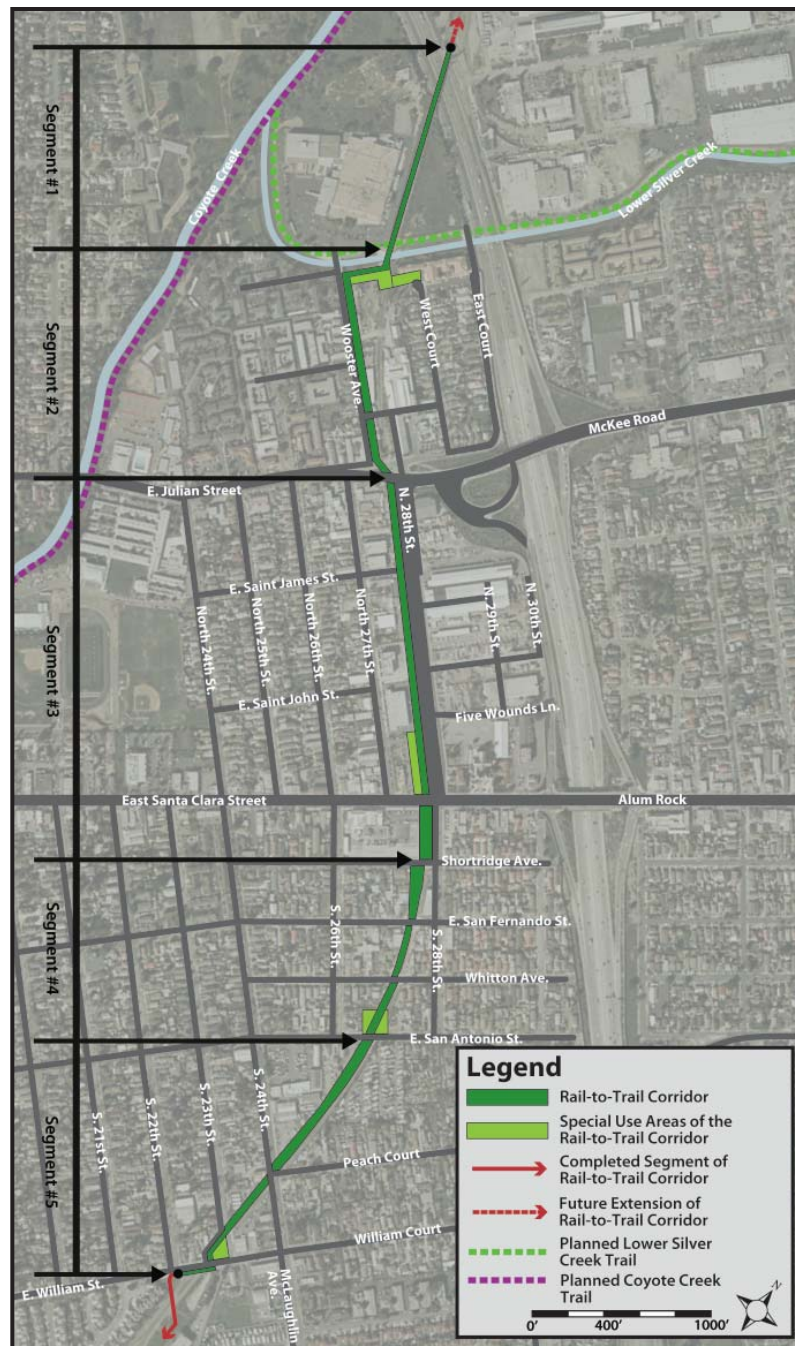 Segment #1
Coyote Creek
Lower Silver Creek
Segment #2
Wooster Ave.
West Court
East Court
McKee Road
E. Julian Street
N. 28th St.
Segment #3
E. Saint James St.
North 24th St.
North 25th St.
North 26th St.
North 27th St.
N. 29th St.
N. 30th St.
E. Saint John St.
Five Wounds Ln.
East Santa Clara Street
Alum Rock
Shortridge Ave.
Segment #4
S. 26th St.
S. 28th St.
E. San Fernando St.
Whitton Ave.
E. San Antonio St.
Segment #5
S. 21st St.
S. 22th St.
S. 23th St.
S. 24th St.
Peach Court
William Court
E. William St.
McLaughlin
Ave.
Legend
Rail-to-Trail Corridor
Special Use Areas of the
Rail-to-Trail Corridor
Completed Segment of
Rail-to-Trail Corridor
Future Extension of
Rail-to-Trail Corridor
Planned Lower Silver
Creek Trail
Planned Coyote Creek
Trail
0' 400' 1000'
N